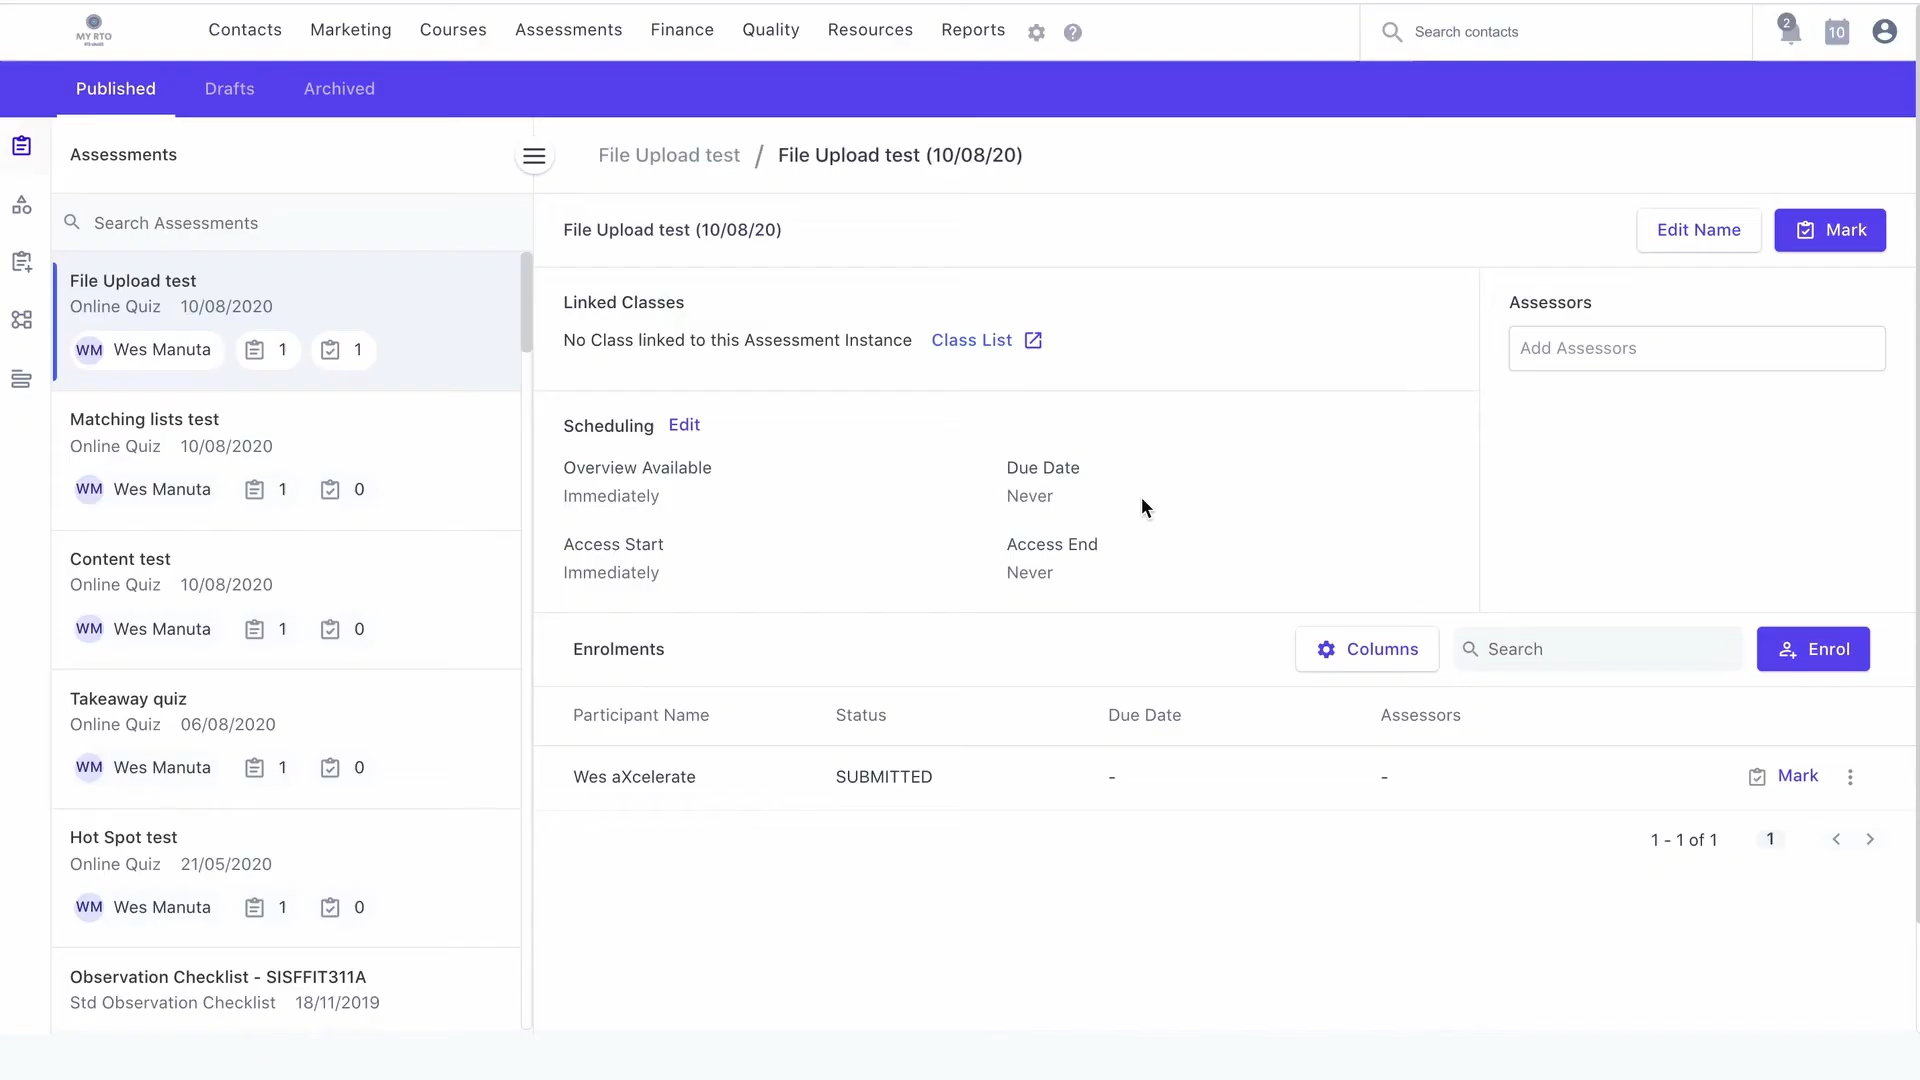 MY RTO
Contacts
Marketing
Courses
Assessments
Finance
Quality
Resources
Reports
Search contacts
2
10
Published
Drafts
Archived
Assessments
Search Assessments
File Upload test
Online Quiz 10/08/2020
WM Wes Manuta 1 1
Matching lists test
Online Quiz 10/08/2020
WM Wes Manuta 1 0
Content test
Online Quiz 10/08/2020
WM Wes Manuta 1 0
Takeaway quiz
Online Quiz 06/08/2020
WM Wes Manuta 1 0
Hot Spot test
Online Quiz 21/05/2020
WM Wes Manuta 1 0
Observation Checklist - SISFFIT311A
Std Observation Checklist 18/11/2019
File Upload test / File Upload test (10/08/20)
File Upload test (10/08/20)
Edit Name
Mark
Linked Classes
No Class linked to this Assessment Instance Class List
Assessors
Add Assessors
Scheduling Edit
Overview Available
Immediately
Due Date
Never
Access Start
Immediately
Access End
Never
Enrolments
Columns
Search
Enrol
Participant Name Status Due Date Assessors
Wes aXcelerate SUBMITTED - - Mark
1 - 1 of 1 1